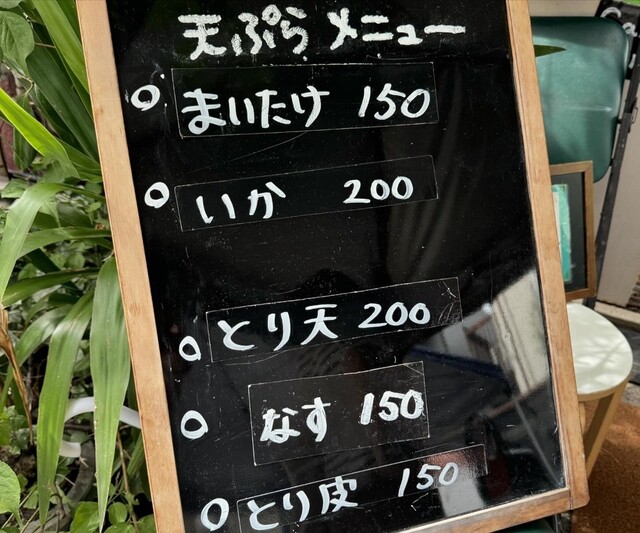 天ぷら メニュー
○ まいたけ 150
○ いか 200
○ とり天 200
○ なす 150
○ とり皮 150